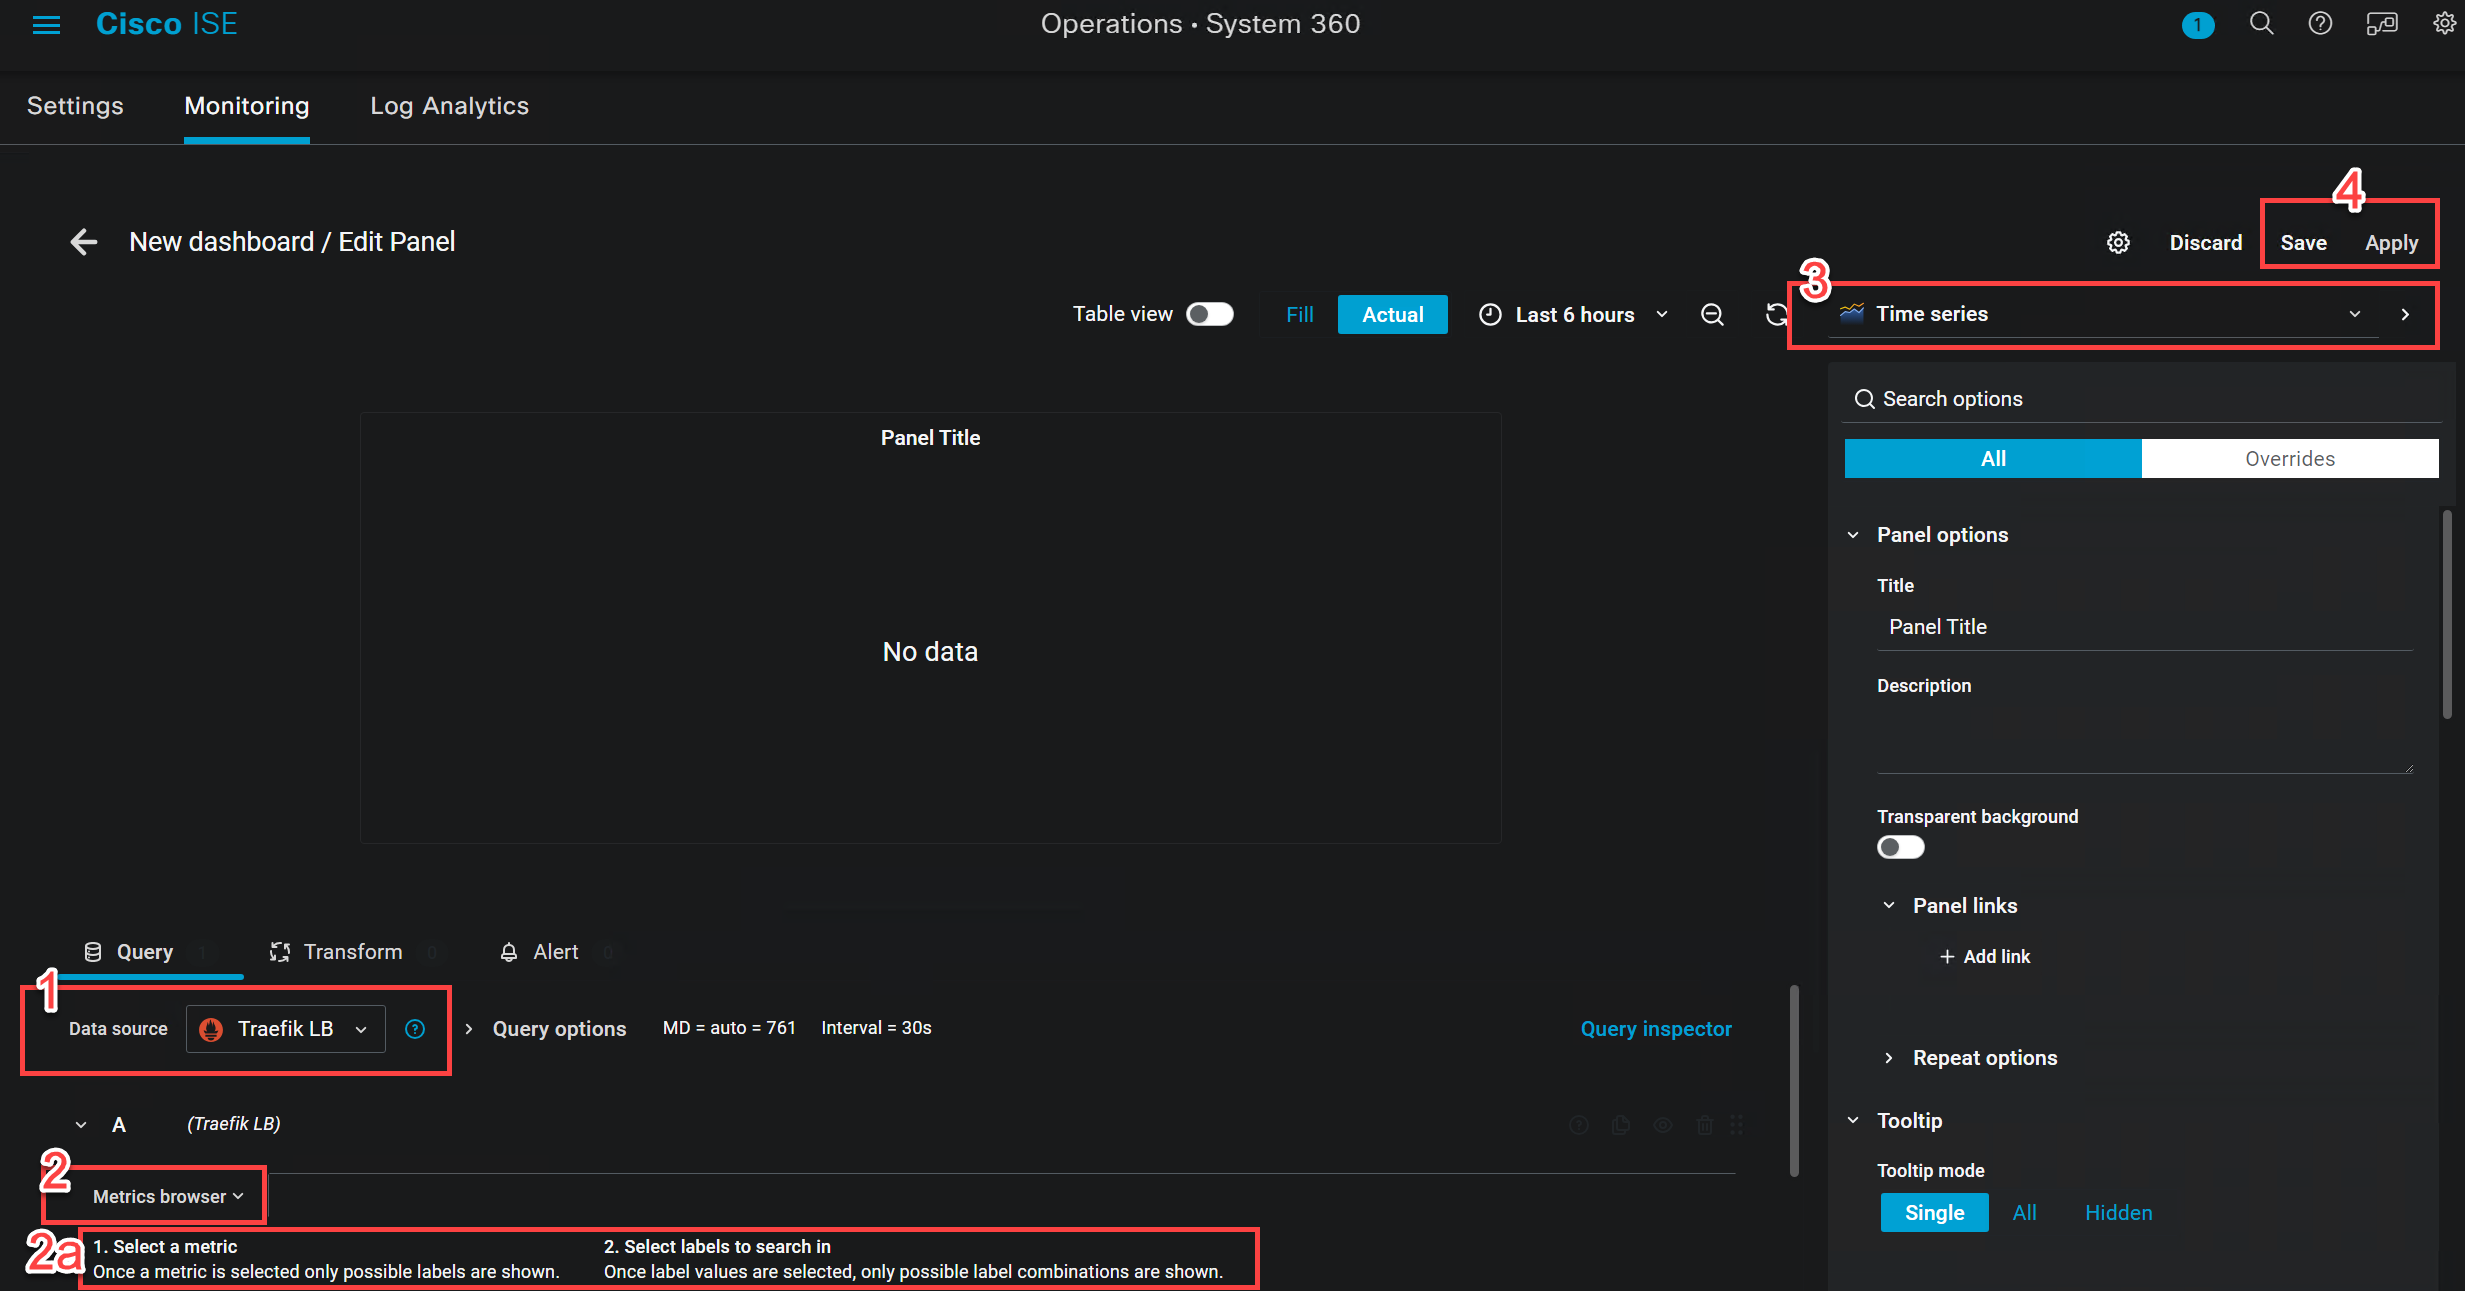 Cisco ISE
Operations • System 360
1
Settings
Monitoring
Log Analytics
4
New dashboard / Edit Panel
Discard
Save
Apply
3
Table view
Fill
Actual
Last 6 hours
Time series
Search options
All
Overrides
Panel Title
No data
Panel options
Title
Panel Title
Description
Transparent background
Panel links
+ Add link
Repeat options
Tooltip
Tooltip mode
Single
All
Hidden
Query 1
Transform 0
Alert 0
1
Data source
Traefik LB
Query options
MD = auto = 761
Interval = 30s
Query inspector
A
(Traefik LB)
2
Metrics browser
2a
1. Select a metric
Once a metric is selected only possible labels are shown.
2. Select labels to search in
Once label values are selected, only possible label combinations are shown.